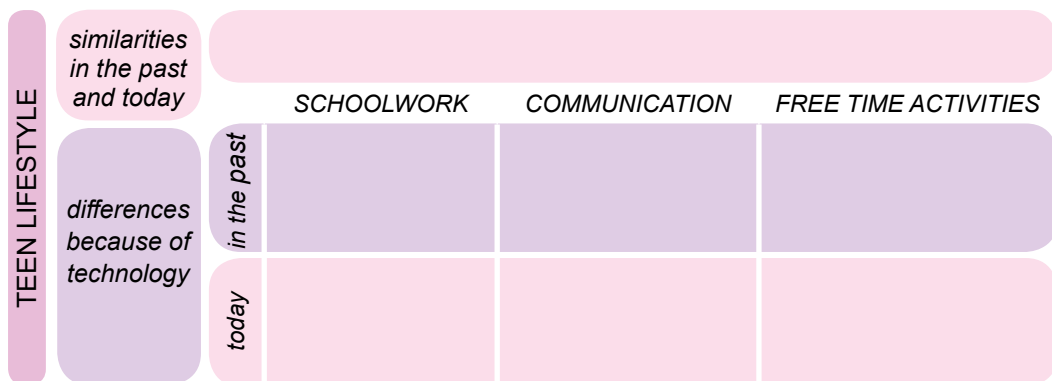 TEEN LIFESTYLE
similarities
in the past
and today
SCHOOLWORK
COMMUNICATION
FREE TIME ACTIVITIES
differences
because of
technology
in the past
today